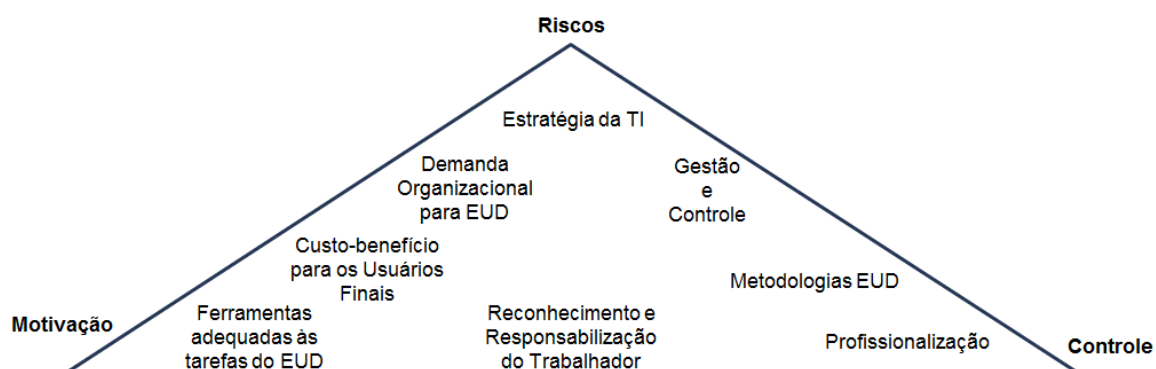 Riscos
Estratégia da TI
Demanda
Organizacional
para EUD
Gestão
e
Controle
Custo-benefício
para os Usuários
Finais
Metodologias EUD
Motivação
Ferramentas
adequadas às
tarefas do EUD
Reconhecimento e
Responsabilização
do Trabalhador
Profissionalização
Controle